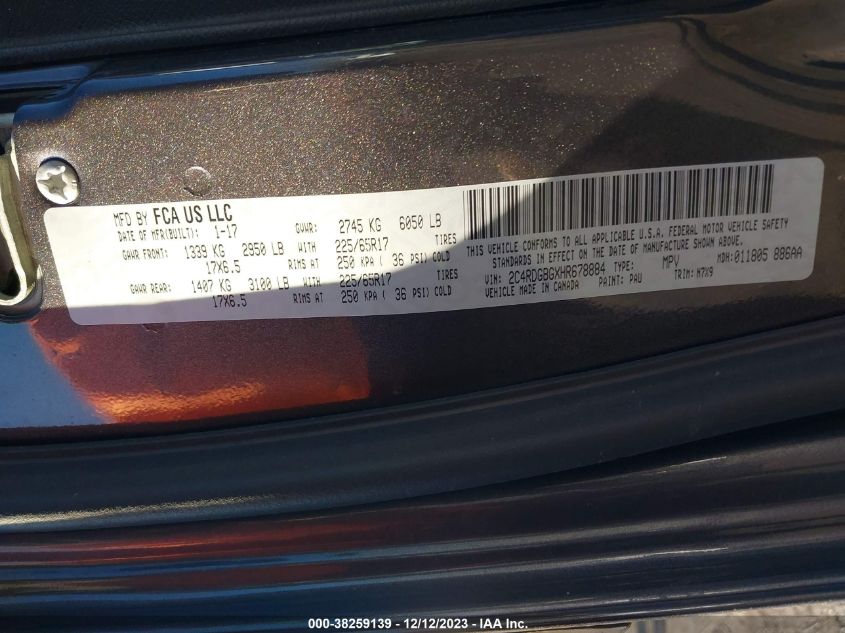 MFD BY FCA US LLC
DATE OF MFR(BUILT): 1-17 GVWR: 2745 KG 6050 LB
GAWR FRONT: 1339 KG 2950 LB WITH 225/65R17 TIRES
17X6.5 RIMS AT 250 KPA ( 36 PSI) COLD
GAWR REAR: 1407 KG 3100 LB WITH 225/65R17 TIRES
17X6.5 RIMS AT 250 KPA ( 36 PSI) COLD
THIS VEHICLE CONFORMS TO ALL APPLICABLE U.S.A. FEDERAL MOTOR VEHICLE SAFETY
STANDARDS IN EFFECT ON THE DATE OF MANUFACTURE SHOWN ABOVE.
VIN: 2C4RDGBGXHR678884 TYPE: MPV MDH: 011805 886AA
VEHICLE MADE IN CANADA PAINT: PAU TRIM: N7X9
000-38259139 - 12/12/2023 - IAA Inc.